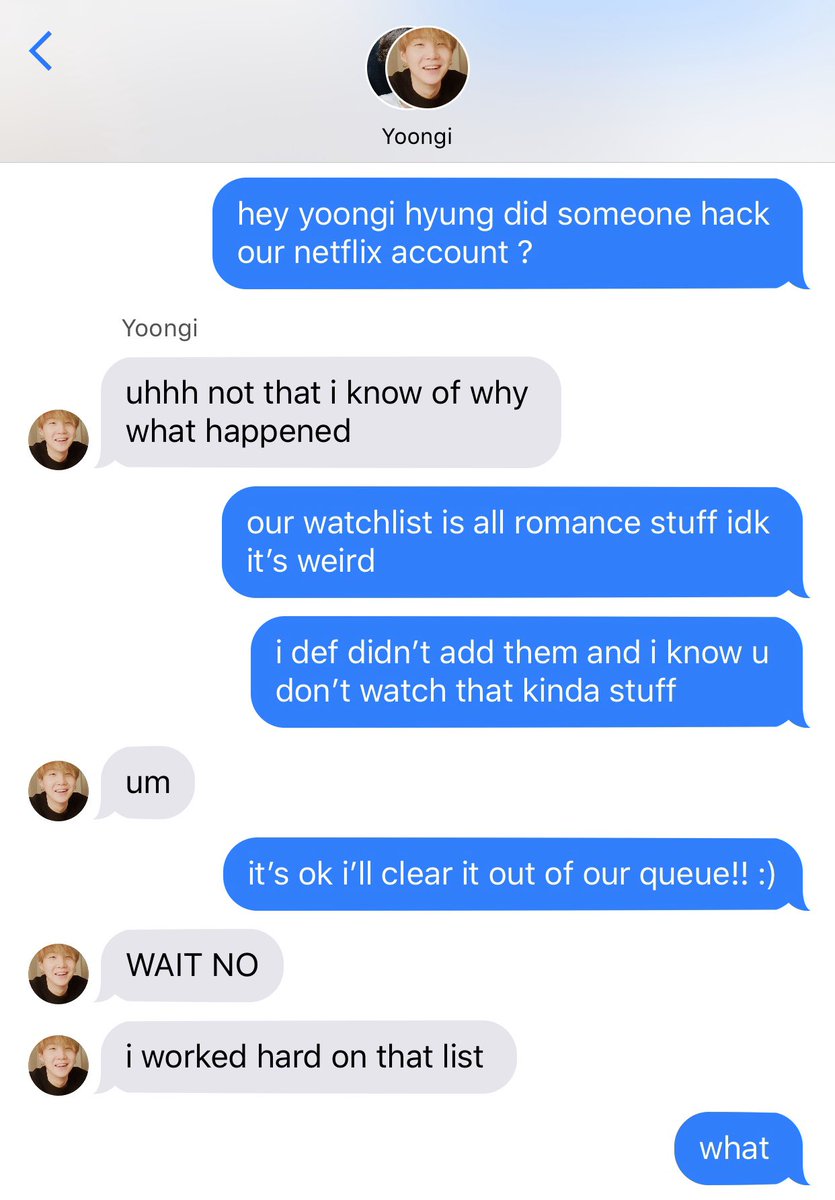 Yoongi
hey yoongi hyung did someone hack
our netflix account ?
Yoongi
uhhh not that i know of why
what happened
our watchlist is all romance stuff idk
it’s weird
i def didn’t add them and i know u
don’t watch that kinda stuff
um
it’s ok i’ll clear it out of our queue!! :)
WAIT NO
i worked hard on that list
what